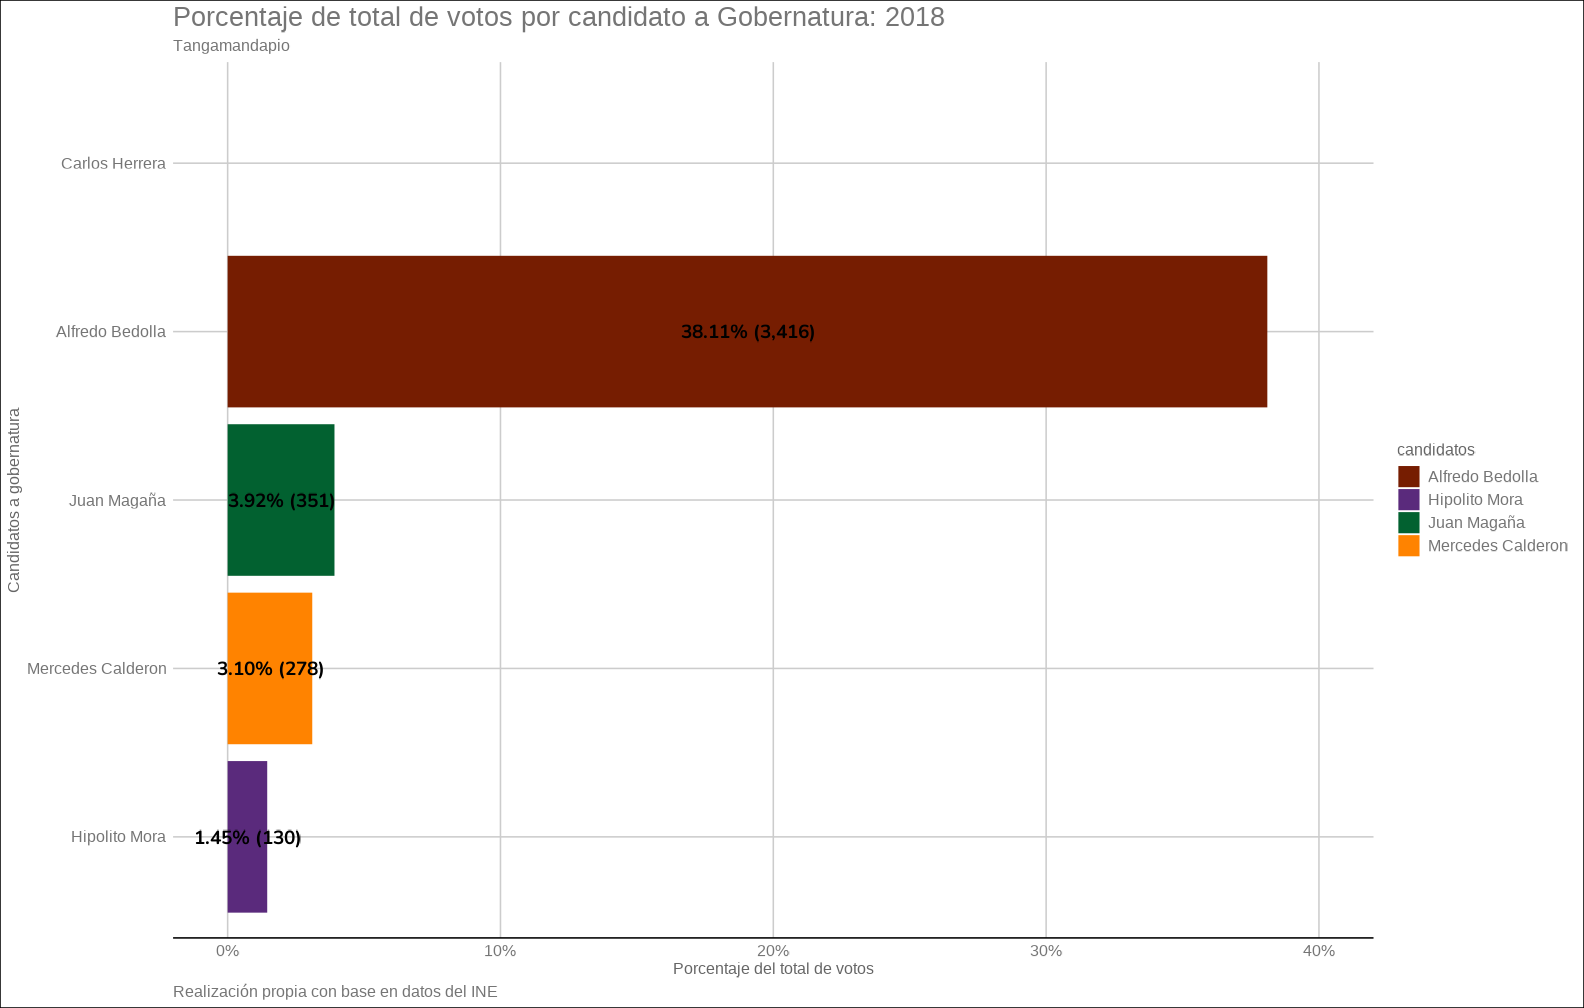 Porcentaje de total de votos por candidato a Gobernatura: 2018
Tangamandapio
Candidatos a gobernatura
Carlos Herrera
Alfredo Bedolla
38.11% (3,416)
Juan Magaña
3.92% (351)
Mercedes Calderon
3.10% (278)
Hipolito Mora
1.45% (130)
0%
10%
20%
30%
40%
Porcentaje del total de votos
candidatos
Alfredo Bedolla
Hipolito Mora
Juan Magaña
Mercedes Calderon
Realización propia con base en datos del INE